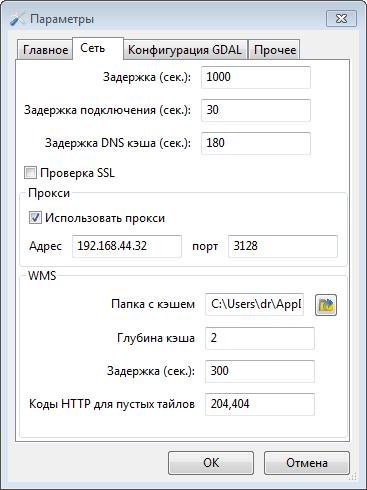 Параметры
Главное Сеть Конфигурация GDAL Прочее
Задержка (сек.): 1000
Задержка подключения (сек.): 30
Задержка DNS кэша (сек.): 180
Проверка SSL
Прокси
Использовать прокси
Адрес 192.168.44.32 порт 3128
WMS
Папка с кэшем C:\Users\dr\App
Глубина кэша 2
Задержка (сек.): 300
Коды HTTP для пустых тайлов 204,404
OK Отмена